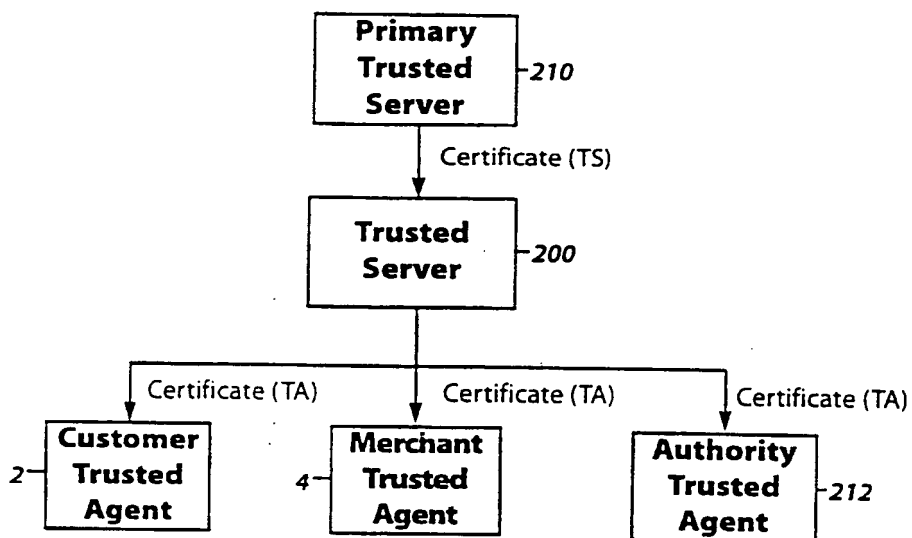 Primary
Trusted
Server
210
Certificate (TS)
Trusted
Server
200
Certificate (TA)
Certificate (TA)
Certificate (TA)
Customer
Trusted
Agent
2
Merchant
Trusted
Agent
4
Authority
Trusted
Agent
212